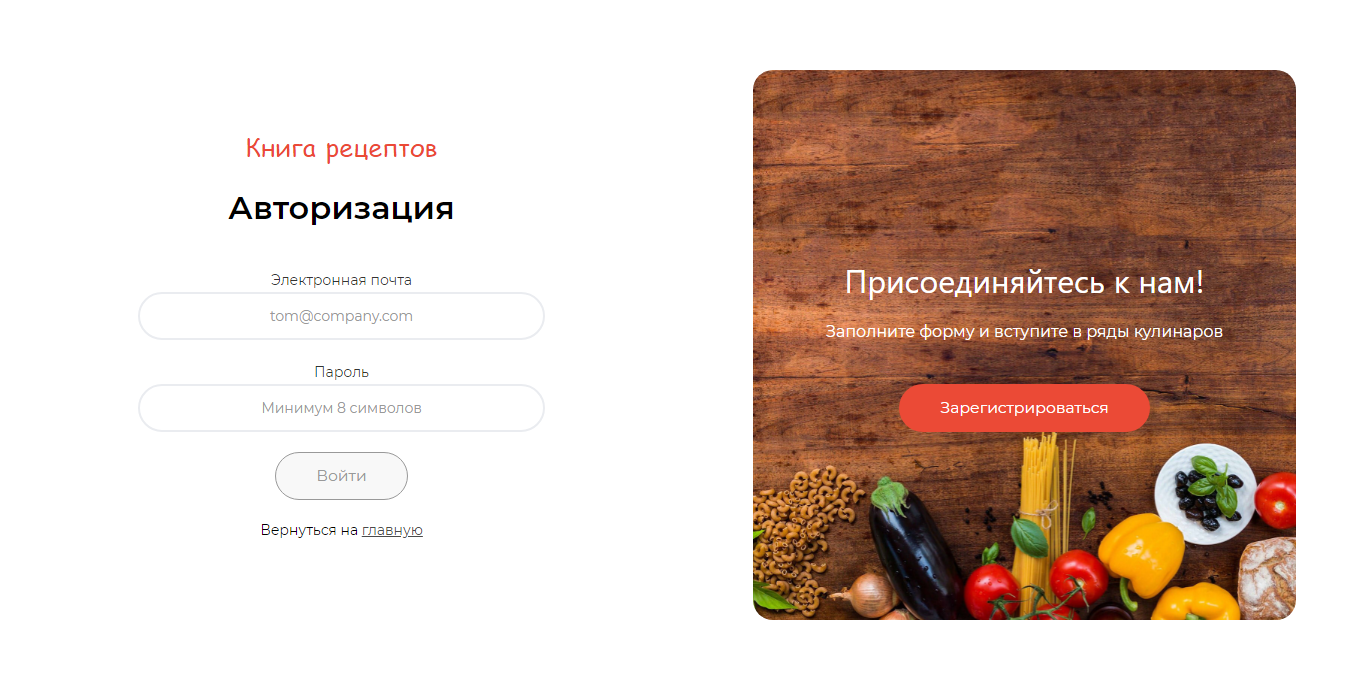 Книга рецептов
Авторизация
Электронная почта
tom@company.com
Пароль
Минимум 8 символов
Войти
Вернуться на главную
Присоединяйтесь к нам!
Заполните форму и вступите в ряды кулинаров
Зарегистрироваться